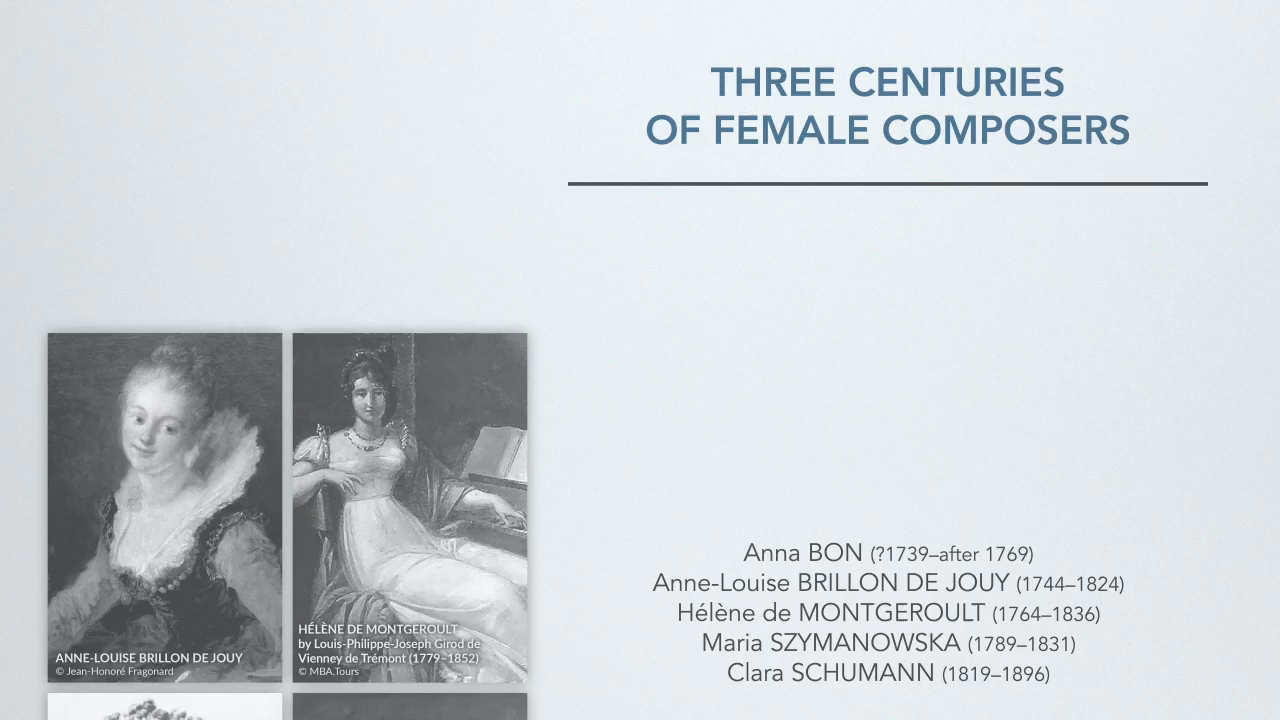 THREE CENTURIES
OF FEMALE COMPOSERS
ANNE-LOUISE BRILLON DE JOUY
© Jean-Honoré Fragonard
HÉLÈNE DE MONTGEROULT
by Louis-Philippe-Joseph Girod de
Vienney de Trémont (1779–1852)
© MBA.Tours
Anna BON (?1739–after 1769)
Anne-Louise BRILLON DE JOUY (1744–1824)
Hélène de MONTGEROULT (1764–1836)
Maria SZYMANOWSKA (1789–1831)
Clara SCHUMANN (1819–1896)